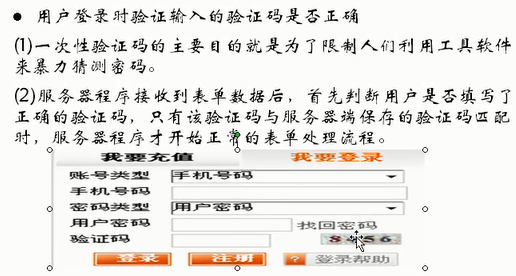 ● 用户登录时验证输入的验证码是否正确
(1)一次性验证码的主要目的就是为了限制人们利用工具软件
来暴力猜测密码。
(2)服务器程序接收到表单数据后，首先判断用户是否填写了
正确的验证码，只有该验证码与服务器端保存的验证码匹配
时，服务器程序才开始正常的表单处理流程。
我要充值 我要登录
账号类型 手机号码
手机号码
密码类型 用户密码
用户密码 找回密码
验证码 8456
登录 注册 ? 登录帮助